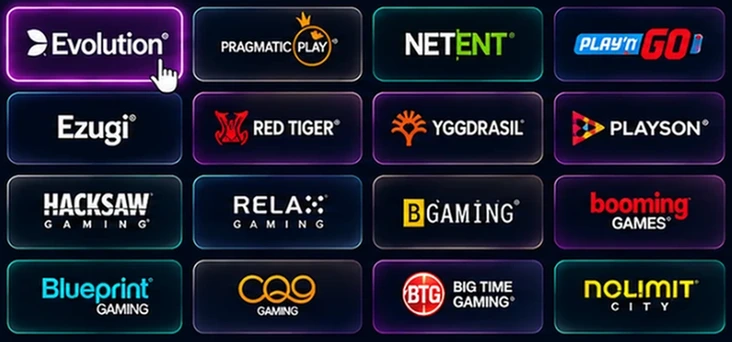 Evolution®
PRAGMATIC PLAY®
NETENT®
PLAY'n GO
Ezugi®
RED TIGER®
YGGDRASIL®
PLAYSON®
HACKSAW
GAMING®
RELAX
GAMING
BGAMING®
booming
GAMES®
Blueprint®
GAMING
CQ9
GAMING
BTG
BIG TIME
GAMING®
NOLIMIT
CITY